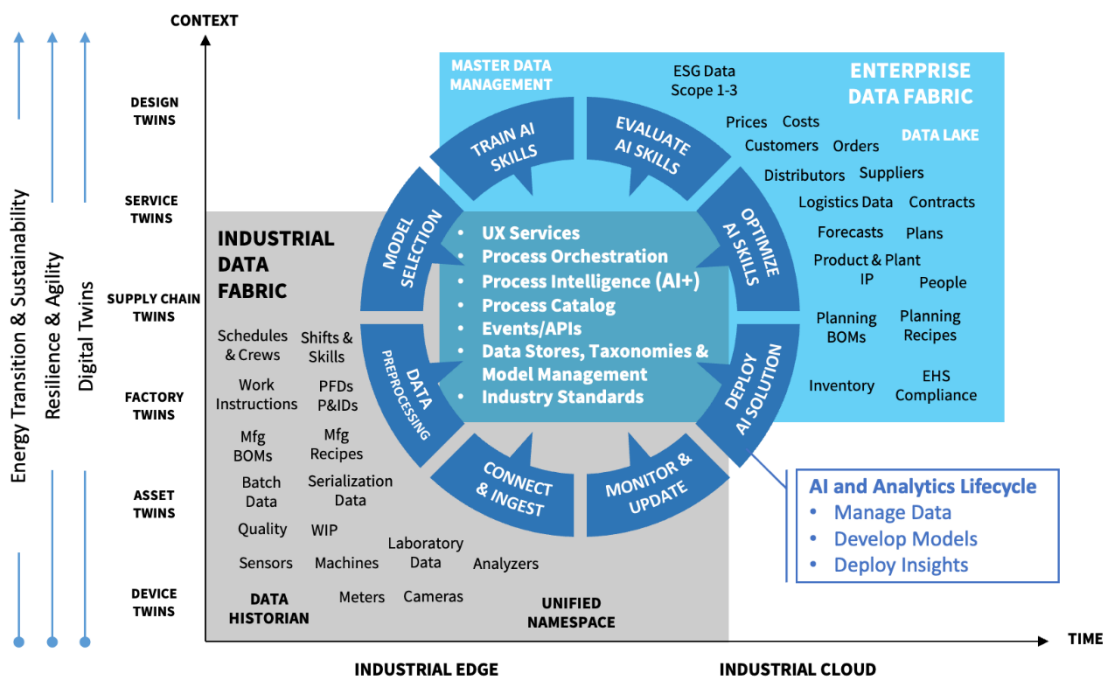 CONTEXT
MASTER DATA
MANAGEMENT
ESG Data
Scope 1-3
ENTERPRISE
DATA FABRIC
DESIGN
TWINS
TRAIN AI
SKILLS
EVALUATE
AI SKILLS
Prices Costs
Customers Orders
DATA LAKE
Distributors Suppliers
SERVICE
TWINS
Logistics Data Contracts
MODEL
SELECTION
OPTIMIZE
AI SKILLS
INDUSTRIAL
DATA
FABRIC
• UX Services
• Process Orchestration
• Process Intelligence (AI+)
• Process Catalog
• Events/APIs
• Data Stores, Taxonomies &
Model Management
• Industry Standards
Forecasts Plans
Product & Plant
IP
People
SUPPLY CHAIN
TWINS
Planning
BOMs
Planning
Recipes
Schedules
& Crews
Shifts &
Skills
DATA
PREPROCESSING
DEPLOY
AI SOLUTION
Inventory
EHS
Compliance
Work
Instructions
PFDs
P&IDs
FACTORY
TWINS
Mfg
BOMs
Mfg
Recipes
CONNECT
& INGEST
MONITOR &
UPDATE
Batch
Data
Serialization
Data
ASSET
TWINS
Quality WIP
Laboratory
Data
Sensors Machines Analyzers
AI and Analytics Lifecycle
• Manage Data
• Develop Models
• Deploy Insights
DEVICE
TWINS
DATA
HISTORIAN
Meters Cameras
UNIFIED
NAMESPACE
TIME
INDUSTRIAL EDGE
INDUSTRIAL CLOUD
Energy Transition & Sustainability
Resilience & Agility
Digital Twins